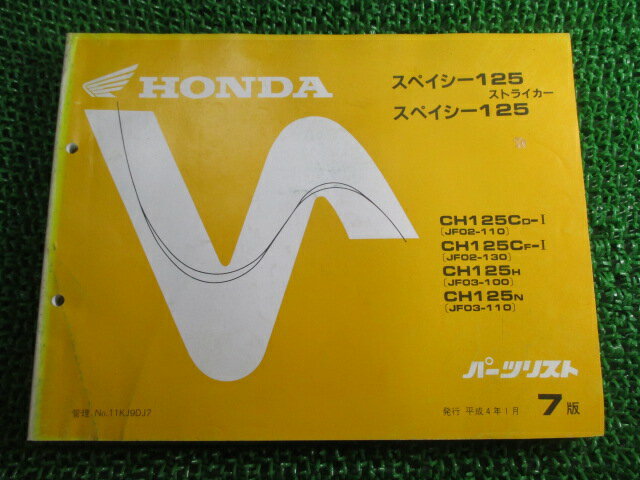 HONDA
スペイシー125
ストライカー
スペイシー125
CH125CD-I
〔JF02-110〕
CH125CF-I
〔JF02-130〕
CH125H
〔JF03-100〕
CH125N
〔JF03-110〕
パーツリスト
管理.No.11KJ9DJ7
発行 平成4年1月 7版